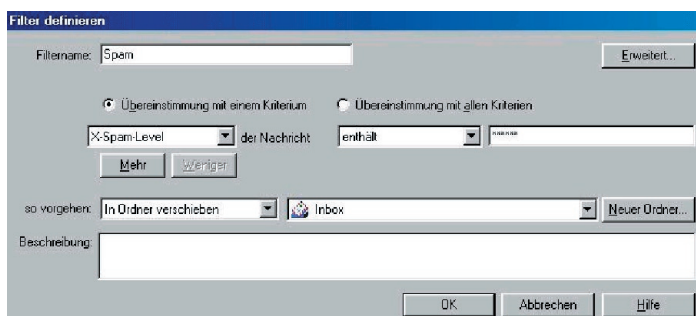 Filter definieren
Filtername: Spam Erweitert...
Übereinstimmung mit einem Kriterium Übereinstimmung mit allen Kriterien
X-Spam-Level der Nachricht enthält ******
Mehr Weniger
so vorgehen: In Ordner verschieben Inbox Neuer Ordner...
Beschreibung:
OK Abbrechen Hilfe